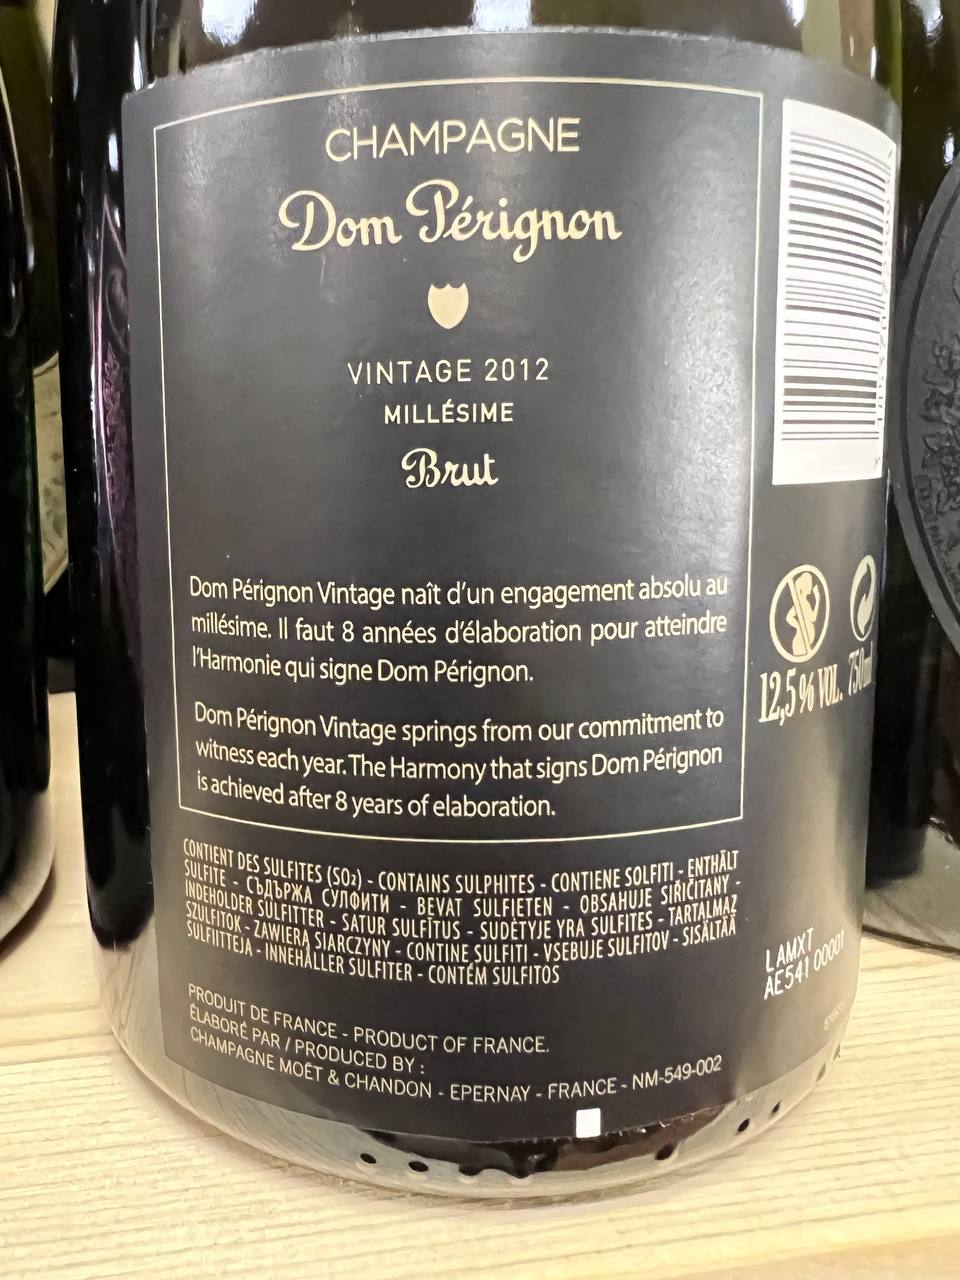 CHAMPAGNE
Dom Pérignon
VINTAGE 2012
MILLÉSIME
Brut
Dom Pérignon Vintage naît d'un engagement absolu au
millésime. Il faut 8 années d'élaboration pour atteindre
l'Harmonie qui signe Dom Pérignon.
Dom Pérignon Vintage springs from our commitment to
witness each year. The Harmony that signs Dom Pérignon
is achieved after 8 years of elaboration.
12,5% VOL. 750ml
CONTIENT DES SULFITES (SO₂) - CONTAINS SULPHITES - CONTIENE SOLFITI - ENTHÄLT
SULFITE - СЪДЪРЖА СУЛФИТИ - BEVAT SULFIETEN - OBSAHUJE SIŘIČITANY -
INDEHOLDER SULFITTER - SATUR SULFITUS - SUDĖTYJE YRA SULFITES - TARTALMAZ
SZULFITOK - ZAWIERA SIARCZYNY - CONTINE SULFITI - VSEBUJE SULFITOV - SISÄLTÄÄ
SULFIITTEJA - INNEHÅLLER SULFITER - CONTÉM SULFITOS
LAMXT
AE541 00001
PRODUIT DE FRANCE - PRODUCT OF FRANCE.
ÉLABORÉ PAR / PRODUCED BY :
CHAMPAGNE MOËT & CHANDON - EPERNAY - FRANCE - NM-549-002